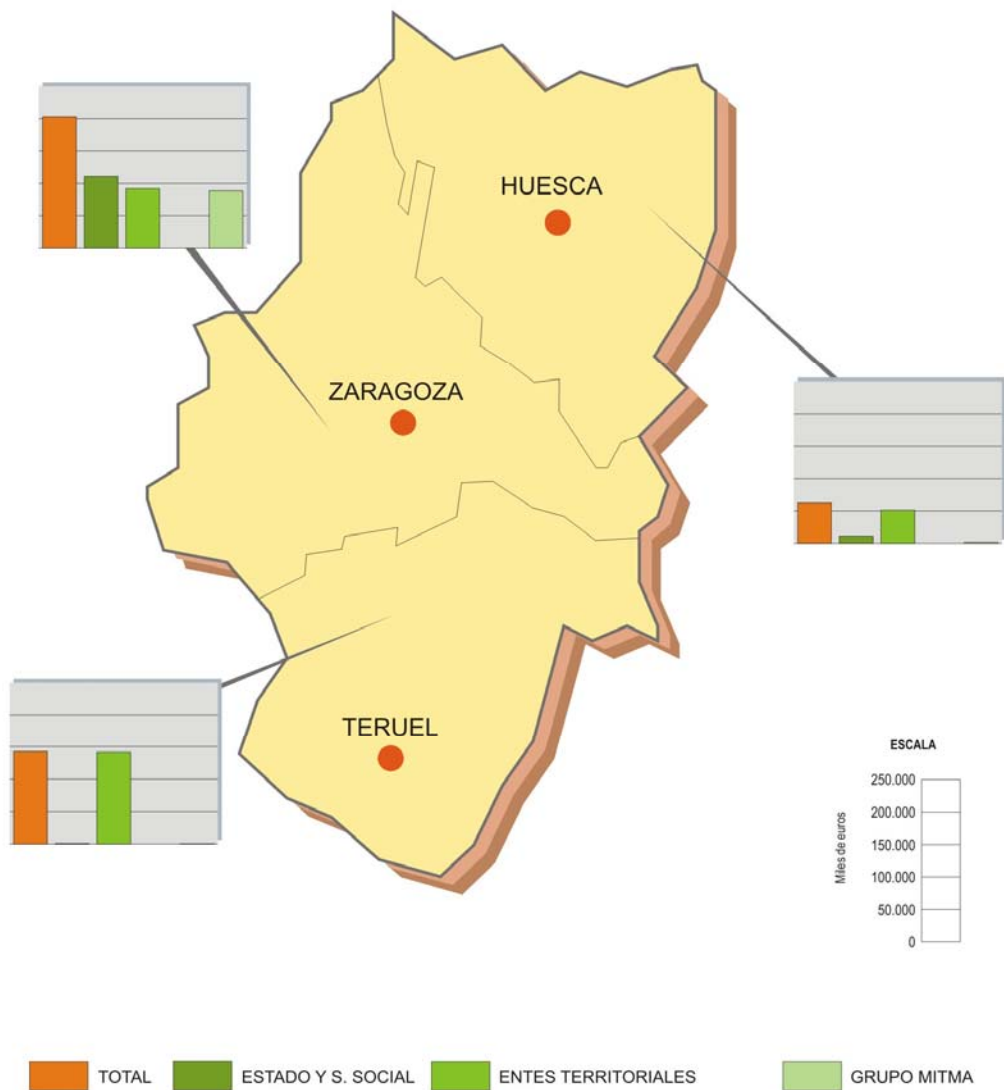 HUESCA
ZARAGOZA
TERUEL
ESCALA
Miles de euros
250.000
200.000
150.000
100.000
50.000
0
TOTAL
ESTADO Y S. SOCIAL
ENTES TERRITORIALES
GRUPO MITMA